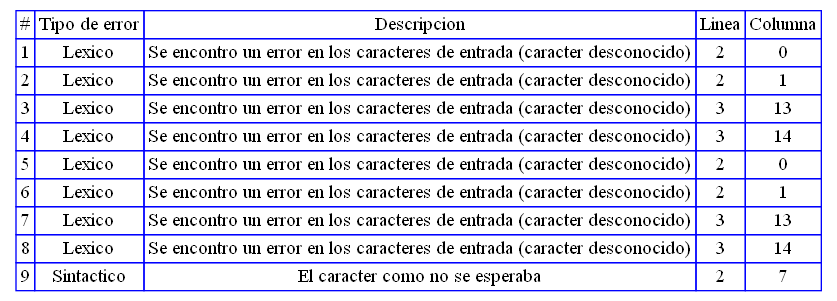 # Tipo de error Descripcion Linea Columna
1 Lexico Se encontro un error en los caracteres de entrada (caracter desconocido) 2 0
2 Lexico Se encontro un error en los caracteres de entrada (caracter desconocido) 2 1
3 Lexico Se encontro un error en los caracteres de entrada (caracter desconocido) 3 13
4 Lexico Se encontro un error en los caracteres de entrada (caracter desconocido) 3 14
5 Lexico Se encontro un error en los caracteres de entrada (caracter desconocido) 2 0
6 Lexico Se encontro un error en los caracteres de entrada (caracter desconocido) 2 1
7 Lexico Se encontro un error en los caracteres de entrada (caracter desconocido) 3 13
8 Lexico Se encontro un error en los caracteres de entrada (caracter desconocido) 3 14
9 Sintactico El caracter como no se esperaba 2 7